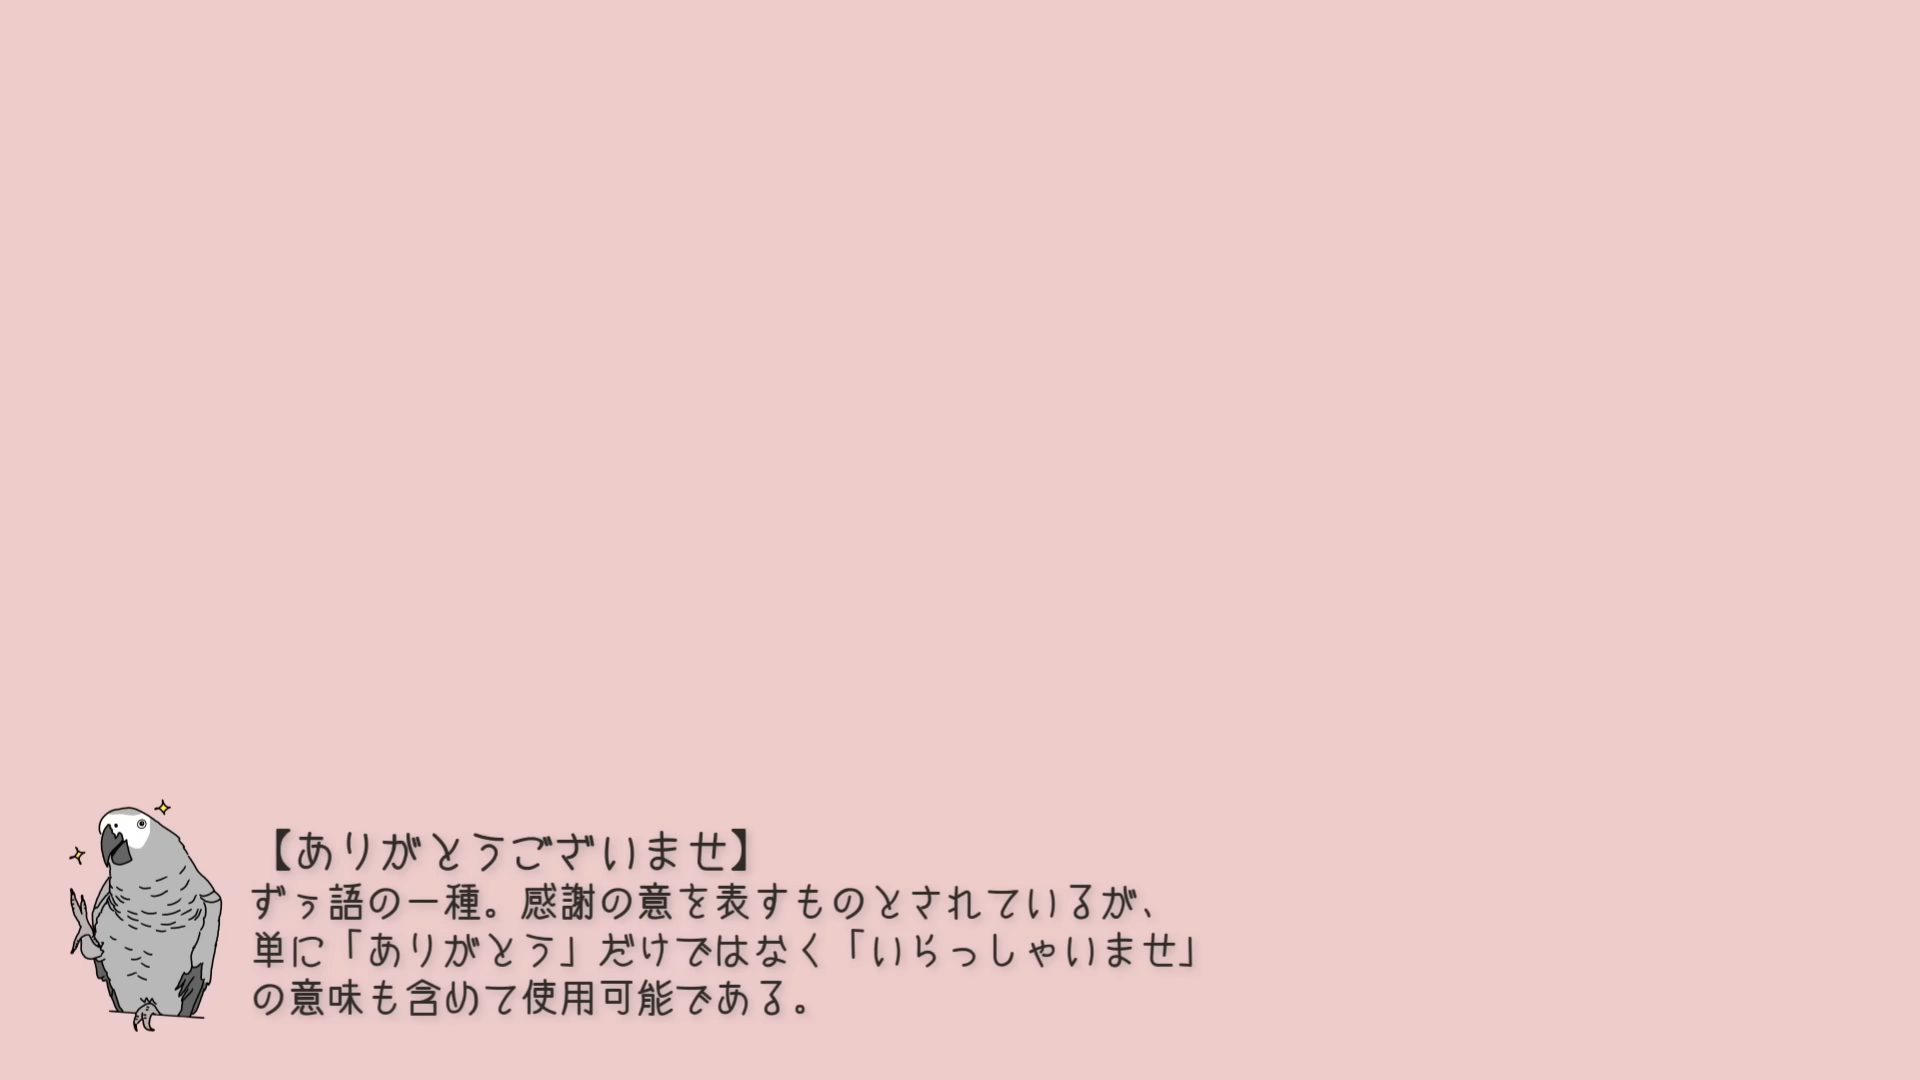 【ありがとうございませ】
ずぅ語の一種。感謝の意を表すものとされているが、
単に「ありがとう」だけではなく「いらっしゃいませ」
の意味も含めて使用可能である。